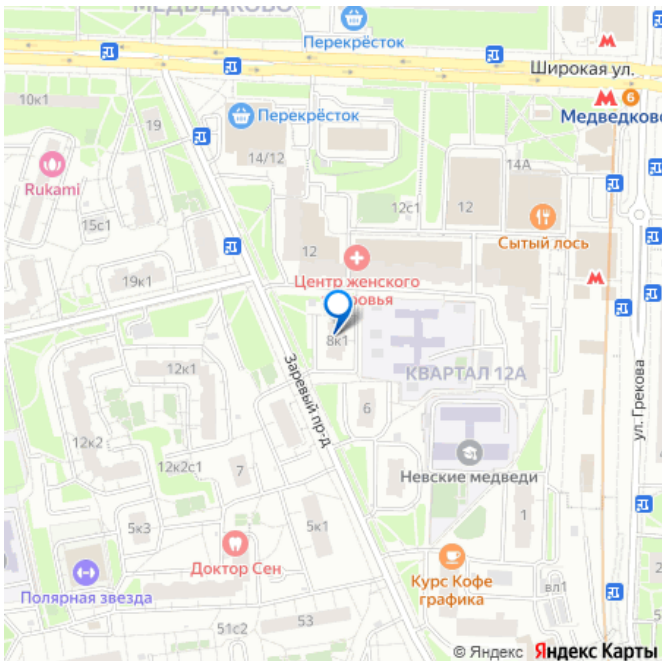 МЕДВЕДКОВО
Перекрёсток
Широкая ул.
10к1
19
Перекрёсток
6
Медведково
14/12
14А
Rukami
15с1
12с1
12
Сытый лось
12
Центр женского
19к1
8к1
Заревый пр-д
КВАРТАЛ 12А
ул. Грекова
12к1
6
12к2
12к2с1
7
Невские медведи
5к3
5к1
1
Доктор Сен
Полярная звезда
Курс Кофе
графика
вл1
51с2
53
© Яндекс Яндекс Карты